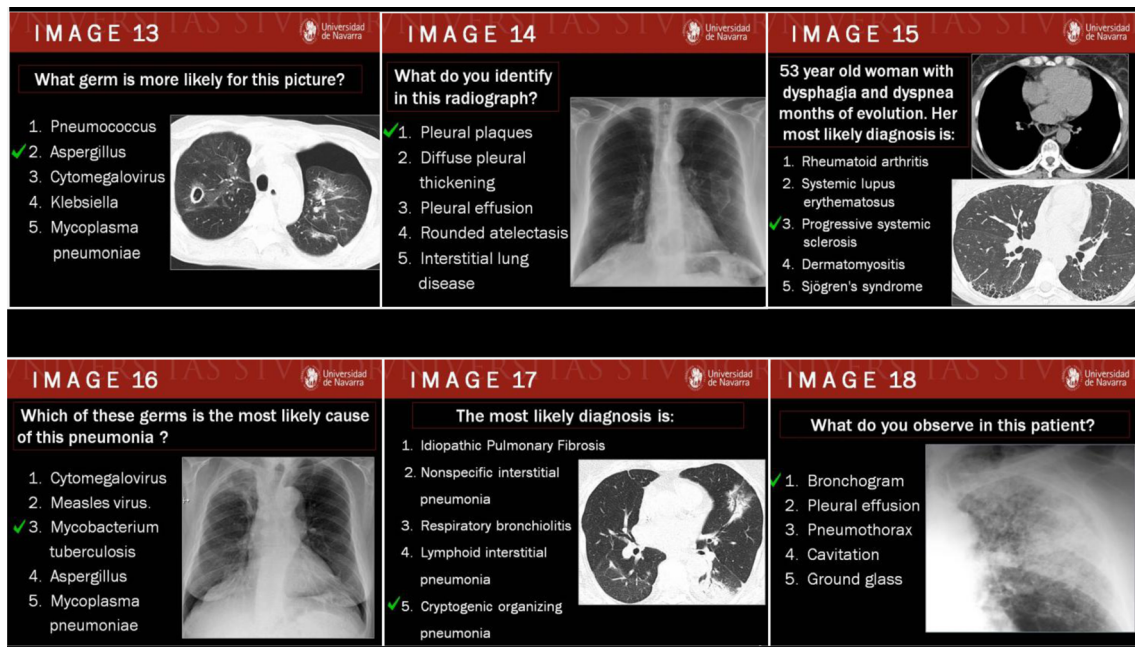 IMAGE 13
Universidad
de Navarra
What germ is more likely for this picture?
1. Pneumococcus
2. Aspergillus
3. Cytomegalovirus
4. Klebsiella
5. Mycoplasma
pneumoniae
IMAGE 14
Universidad
de Navarra
What do you identify
in this radiograph?
1. Pleural plaques
2. Diffuse pleural
thickening
3. Pleural effusion
4. Rounded atelectasis
5. Interstitial lung
disease
IMAGE 15
Universidad
de Navarra
53 year old woman with
dysphagia and dyspnea
months of evolution. Her
most likely diagnosis is:
1. Rheumatoid arthritis
2. Systemic lupus
erythematosus
3. Progressive systemic
sclerosis
4. Dermatomyositis
5. Sjögren's syndrome
IMAGE 16
Universidad
de Navarra
Which of these germs is the most likely cause
of this pneumonia ?
1. Cytomegalovirus
2. Measles virus.
3. Mycobacterium
tuberculosis
4. Aspergillus
5. Mycoplasma
pneumoniae
IMAGE 17
Universidad
de Navarra
The most likely diagnosis is:
1. Idiopathic Pulmonary Fibrosis
2. Nonspecific interstitial
pneumonia
3. Respiratory bronchiolitis
4. Lymphoid interstitial
pneumonia
5. Cryptogenic organizing
pneumonia
IMAGE 18
Universidad
de Navarra
What do you observe in this patient?
1. Bronchogram
2. Pleural effusion
3. Pneumothorax
4. Cavitation
5. Ground glass